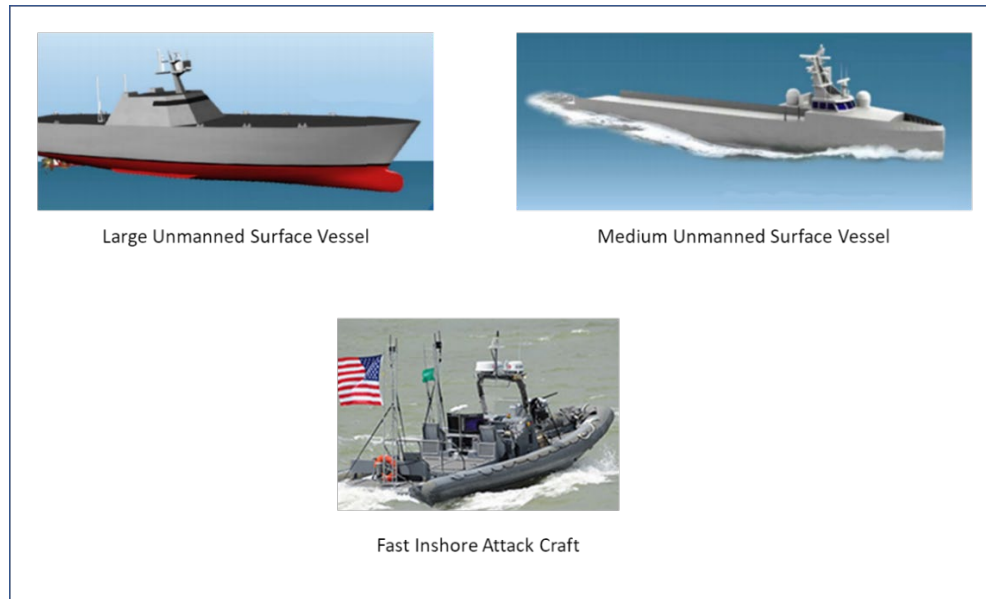 Large Unmanned Surface Vessel
Medium Unmanned Surface Vessel
Fast Inshore Attack Craft